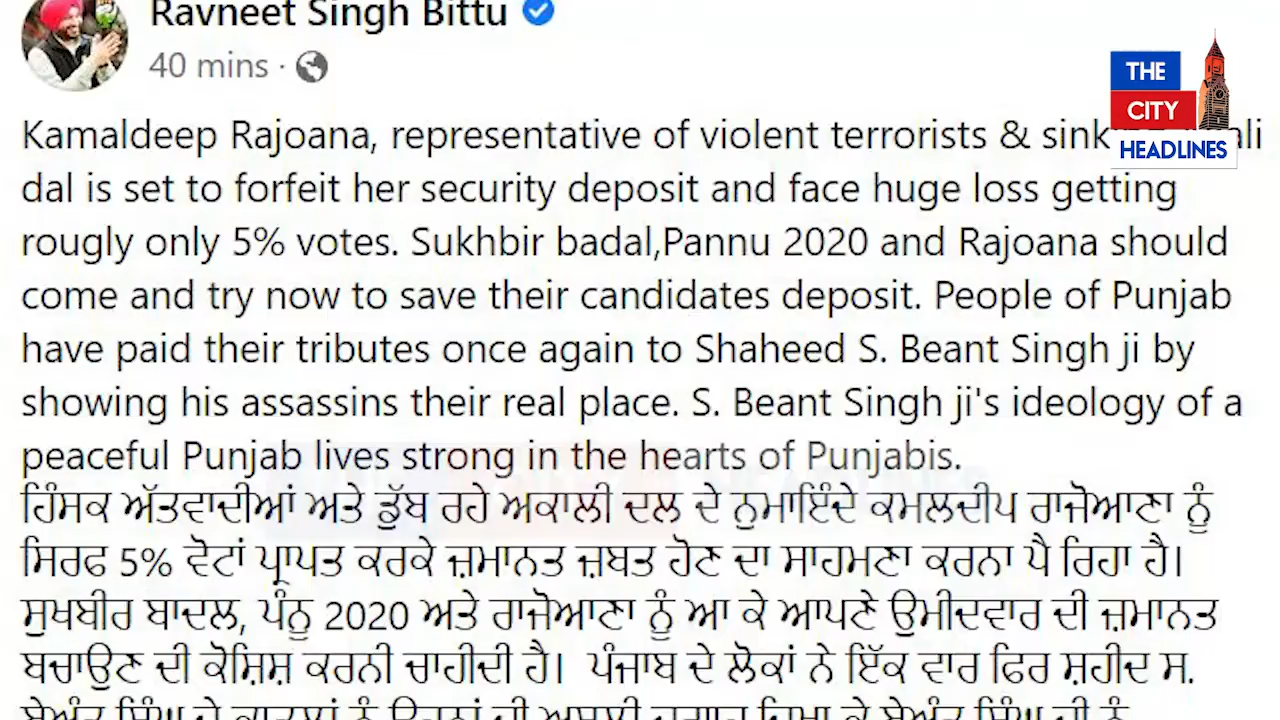 Ravneet Singh Bittu
40 mins ·
THE
CITY
HEADLINES
Kamaldeep Rajoana, representative of violent terrorists &
dal is set to forfeit her security deposit and face huge loss getting
rougly only 5% votes. Sukhbir badal,Pannu 2020 and Rajoana should
come and try now to save their candidates deposit. People of Punjab
have paid their tributes once again to Shaheed S. Beant Singh ji by
showing his assassins their real place. S. Beant Singh ji's ideology of a
peaceful Punjab lives strong in the hearts of Punjabis.
ਹਿੰਸਕ ਅੱਤਵਾਦੀਆਂ ਅਤੇ ਡੁੱਬ ਰਹੇ ਅਕਾਲੀ ਦਲ ਦੇ ਨੁਮਾਇੰਦੇ ਕਮਲਦੀਪ ਰਾਜੋਆਣਾ ਨੂੰ
ਸਿਰਫ 5% ਵੋਟਾਂ ਪ੍ਰਾਪਤ ਕਰਕੇ ਜ਼ਮਾਨਤ ਜ਼ਬਤ ਹੋਣ ਦਾ ਸਾਹਮਣਾ ਕਰਨਾ ਪੈ ਰਿਹਾ ਹੈ।
ਸੁਖਬੀਰ ਬਾਦਲ, ਪੰਨੂ 2020 ਅਤੇ ਰਾਜੋਆਣਾ ਨੂੰ ਆ ਕੇ ਆਪਣੇ ਉਮੀਦਵਾਰ ਦੀ ਜ਼ਮਾਨਤ
ਬਚਾਉਣ ਦੀ ਕੋਸ਼ਿਸ਼ ਕਰਨੀ ਚਾਹੀਦੀ ਹੈ। ਪੰਜਾਬ ਦੇ ਲੋਕਾਂ ਨੇ ਇੱਕ ਵਾਰ ਫਿਰ ਸ਼ਹੀਦ ਸ.